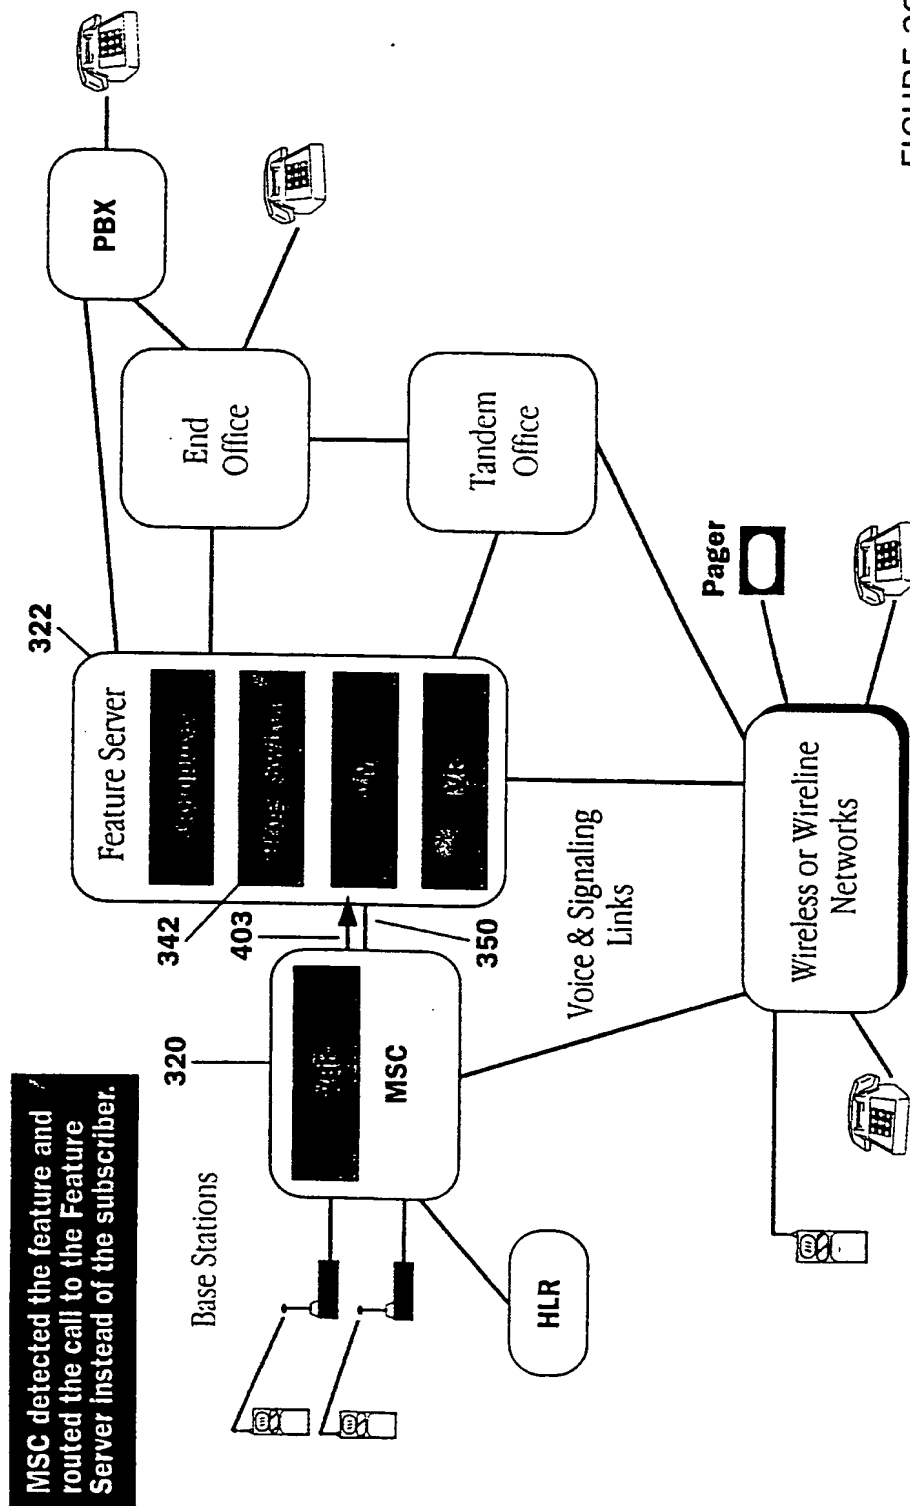 MSC detected the feature and
routed the call to the Feature
Server instead of the subscriber.
Base Stations
320
MSC
HLR
342
403
350
322
Feature Server
Voice & Signaling
Links
End
Office
Tandem
Office
PBX
Pager
Wireless or Wireline
Networks
FIGURE